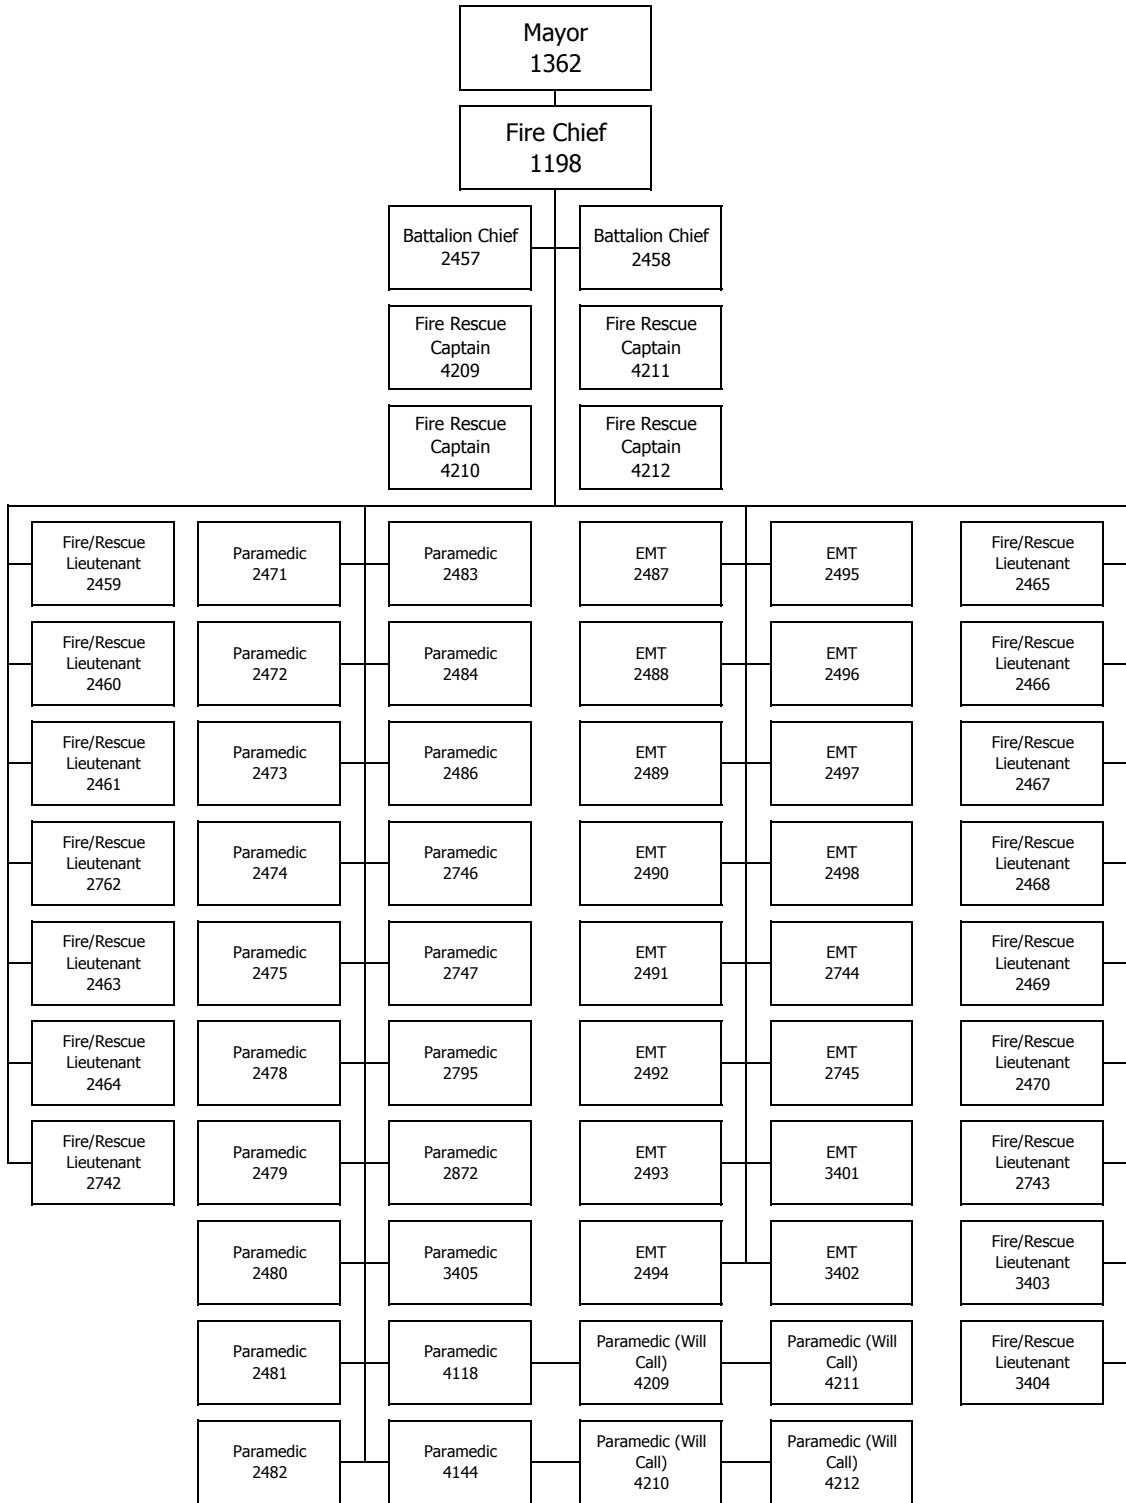 Mayor
1362
Fire Chief
1198
Battalion Chief
2457
Battalion Chief
2458
Fire Rescue
Captain
4209
Fire Rescue
Captain
4211
Fire Rescue
Captain
4210
Fire Rescue
Captain
4212
Fire/Rescue
Lieutenant
2459
Paramedic
2471
Paramedic
2483
EMT
2487
EMT
2495
Fire/Rescue
Lieutenant
2465
Fire/Rescue
Lieutenant
2460
Paramedic
2472
Paramedic
2484
EMT
2488
EMT
2496
Fire/Rescue
Lieutenant
2466
Fire/Rescue
Lieutenant
2461
Paramedic
2473
Paramedic
2486
EMT
2489
EMT
2497
Fire/Rescue
Lieutenant
2467
Fire/Rescue
Lieutenant
2762
Paramedic
2474
Paramedic
2746
EMT
2490
EMT
2498
Fire/Rescue
Lieutenant
2468
Fire/Rescue
Lieutenant
2463
Paramedic
2475
Paramedic
2747
EMT
2491
EMT
2744
Fire/Rescue
Lieutenant
2469
Fire/Rescue
Lieutenant
2464
Paramedic
2478
Paramedic
2795
EMT
2492
EMT
2745
Fire/Rescue
Lieutenant
2470
Fire/Rescue
Lieutenant
2742
Paramedic
2479
Paramedic
2872
EMT
2493
EMT
3401
Fire/Rescue
Lieutenant
2743
Paramedic
2480
Paramedic
3405
EMT
2494
EMT
3402
Fire/Rescue
Lieutenant
3403
Paramedic
2481
Paramedic
4118
Paramedic (Will
Call)
4209
Paramedic (Will
Call)
4211
Fire/Rescue
Lieutenant
3404
Paramedic
2482
Paramedic
4144
Paramedic (Will
Call)
4210
Paramedic (Will
Call)
4212